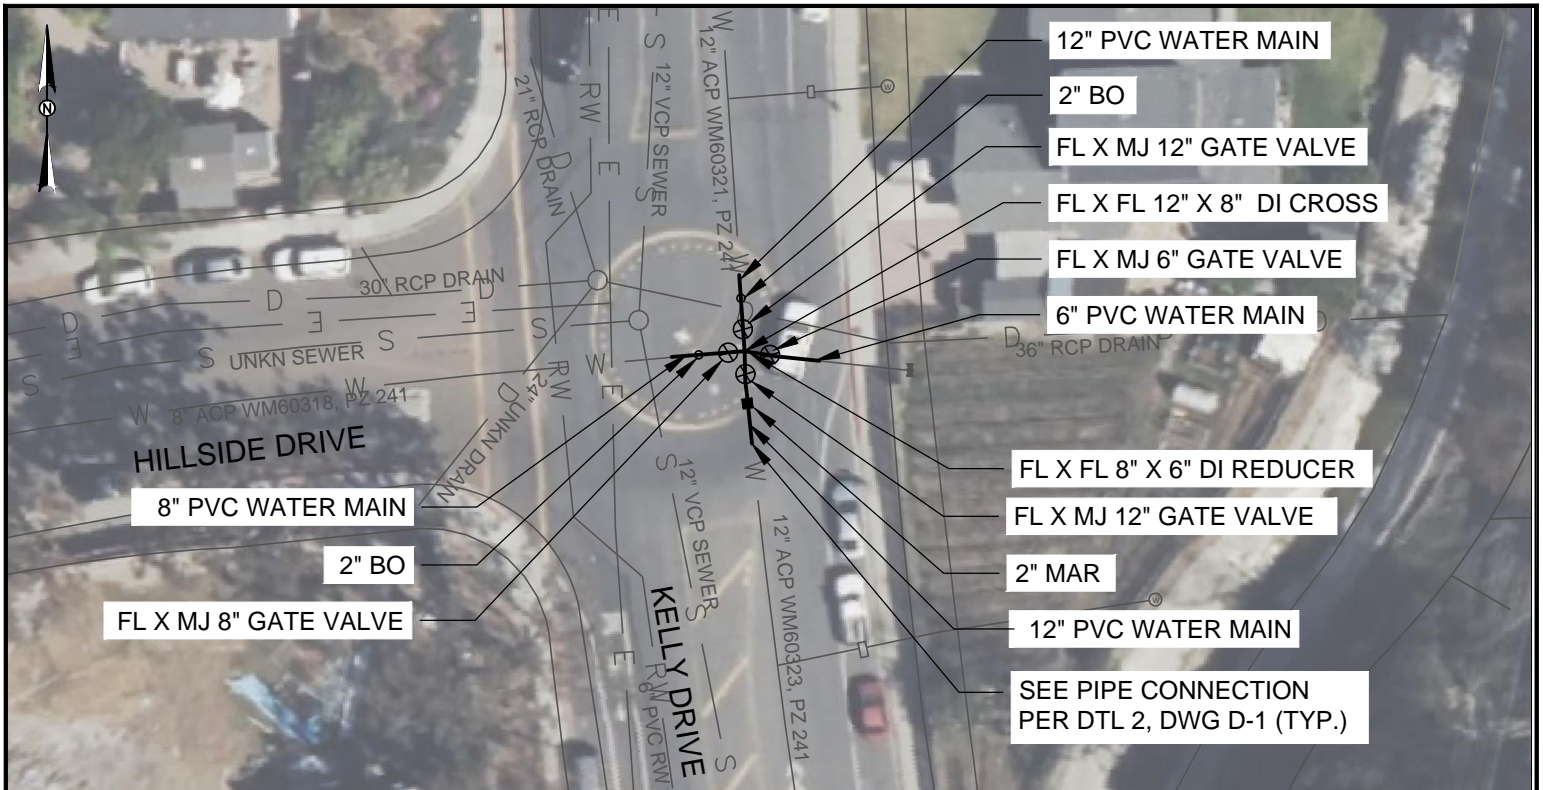 12" PVC WATER MAIN
2" BO
FL X MJ 12" GATE VALVE
FL X FL 12" X 8" DI CROSS
FL X MJ 6" GATE VALVE
6" PVC WATER MAIN
FL X FL 8" X 6" DI REDUCER
FL X MJ 12" GATE VALVE
2" MAR
12" PVC WATER MAIN
SEE PIPE CONNECTION
PER DTL 2, DWG D-1 (TYP.)
8" PVC WATER MAIN
2" BO
FL X MJ 8" GATE VALVE
HILLSIDE DRIVE
KELLY DRIVE
N
21" RCP DRAIN
12" VCP SEWER
12" ACP WM60321, PZ 241
30" RCP DRAIN
UNKN SEWER
8" ACP WM60318, PZ 241
24" UNKN DRAIN
36" RCP DRAIN
12" VCP SEWER
12" ACP WM60323, PZ 241
6" PVC RW
E
RW
E
E
S
S
W
W
D
D
D
D
E
E
E
S
S
S
S
W
W
W
RW
D
D
D
E
S
S
S
W
E
RW
W
W